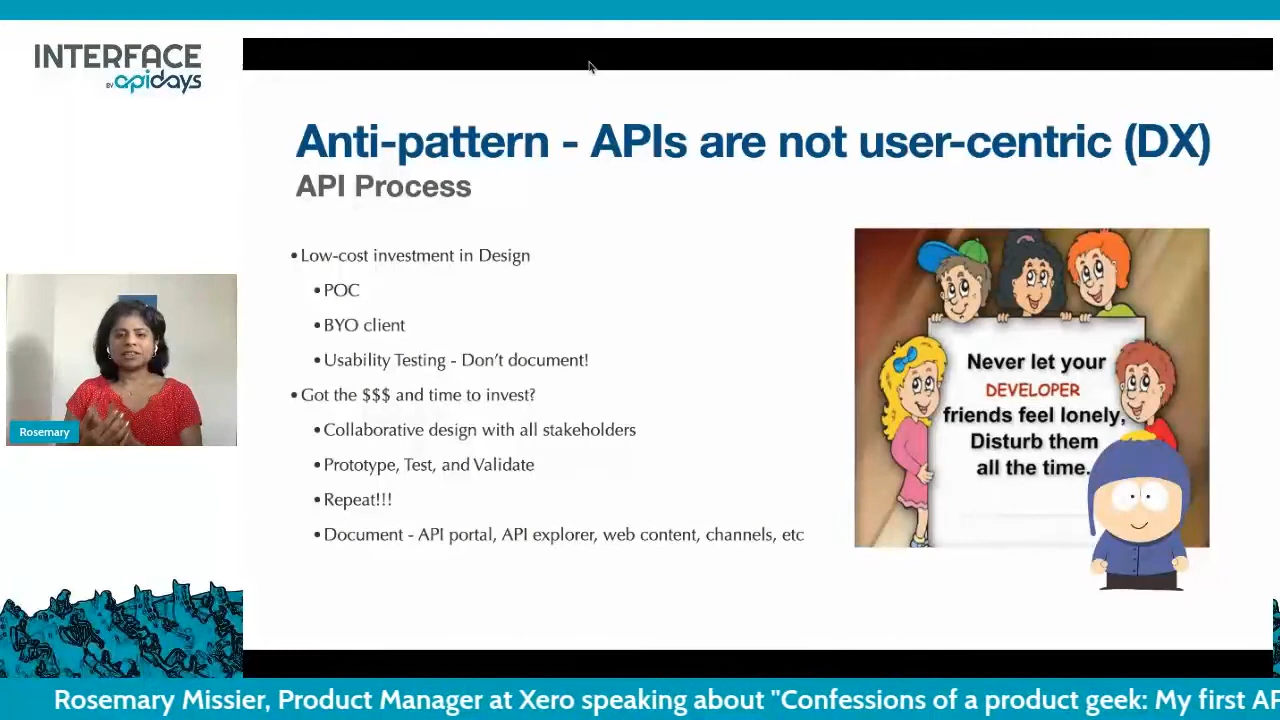 INTERFACE
BY apidays
Anti-pattern - APIs are not user-centric (DX)
API Process
•Low-cost investment in Design
•POC
•BYO client
•Usability Testing - Don't document!
•Got the $$$ and time to invest?
•Collaborative design with all stakeholders
•Prototype, Test, and Validate
•Repeat!!!
•Document - API portal, API explorer, web content, channels, etc
Never let your
DEVELOPER
friends feel lonely,
Disturb them
all the time.
Rosemary
Rosemary Missier, Product Manager at Xero speaking about "Confessions of a product geek: My first AP